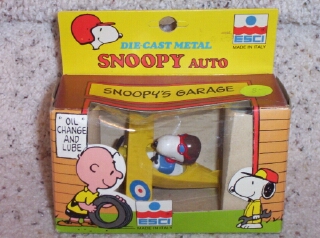 DIE-CAST METAL
SNOOPY AUTO
ESCI
MADE IN ITALY
SNOOPY'S GARAGE
"OIL"
CHANGE
AND
LUBE
ESCI
MADE IN ITALY